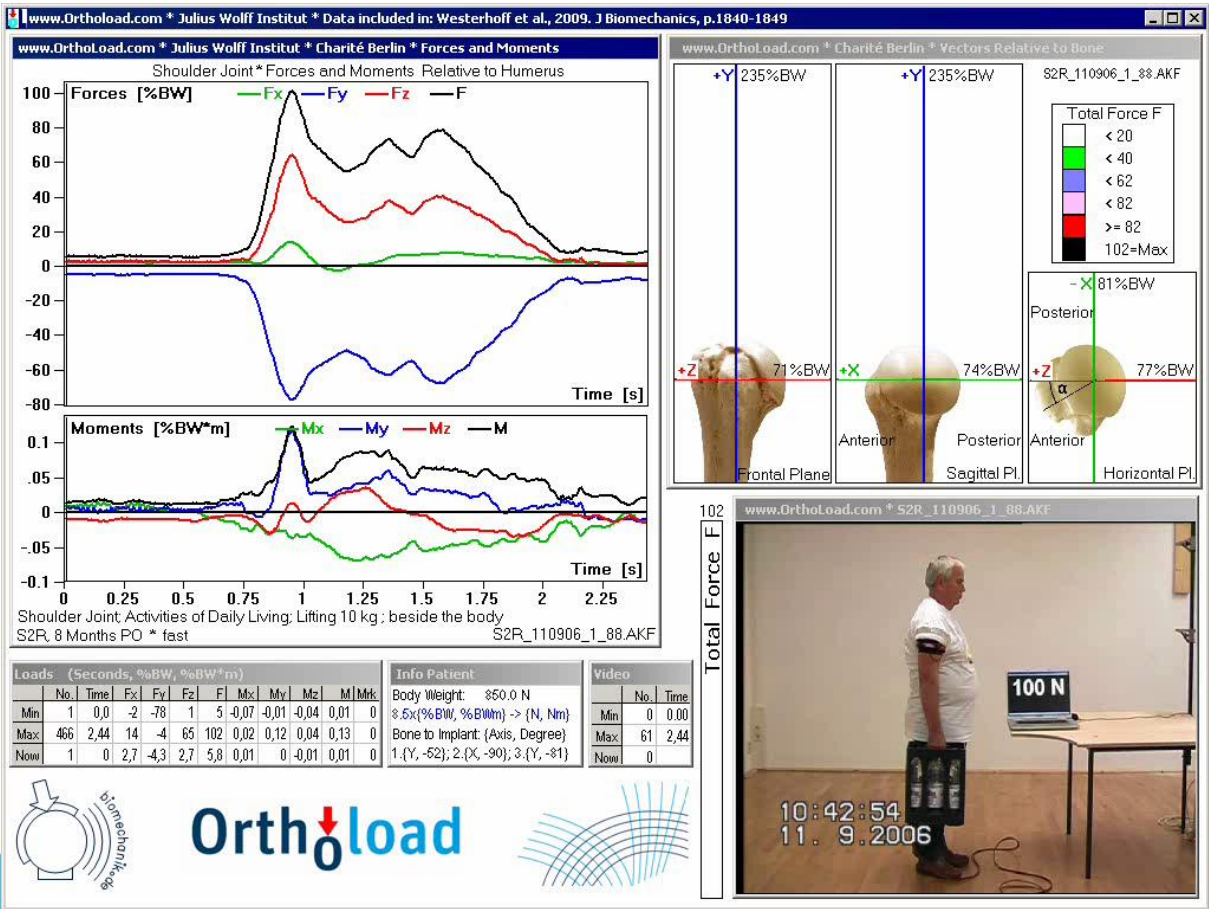 www.OrthoLoad.com * Julius Wolff Institut * Data included in: Westerhoff et al., 2009. J Biomechanics, p.1840-1849
www.OrthoLoad.com * Julius Wolff Institut * Charité Berlin * Forces and Moments
Shoulder Joint * Forces and Moments Relative to Humerus
Forces [%BW] Fx Fy Fz F
100
80
60
40
20
0
-20
-40
-60
-80
Time [s]
Moments [%BW*m] Mx My Mz M
0.1
.05
0
-.05
-0.1
Time [s]
0 0.25 0.5 0.75 1 1.25 1.5 1.75 2 2.25
Shoulder Joint; Activities of Daily Living; Lifting 10 kg ; beside the body
S2R, 8 Months PO * fast S2R_110906_1_88.AKF
www.OrthoLoad.com * Charité Berlin * Vectors Relative to Bone
+Y 235%BW
+Z 71%BW
Frontal Plane
+Y 235%BW
+X 74%BW
Anterior Posterior
Sagittal Pl.
S2R_110906_1_88.AKF
Total Force F
< 20
< 40
< 62
< 82
>= 82
102=Max
-X 81%BW
Posterior
+Z 77%BW
α
Anterior
Horizontal Pl.
Loads (Seconds, %BW, %BW*m)
No. Time Fx Fy Fz F Mx My Mz M Mrk
Min 1 0,0 -2 -78 1 5 -0,07 -0,01 -0,04 0,01 0
Max 466 2,44 14 -4 65 102 0,02 0,12 0,04 0,13 0
Now 1 0 2,7 -4,3 2,7 5,8 0,01 0 -0,01 0,01 0
Info Patient
Body Weight: 850.0 N
8.5x{%BW, %BWm} -> {N, Nm}
Bone to Implant: {Axis, Degree}
1.{Y, -52}; 2.{X, -90}; 3.{Y, -81}
Video
No. Time
Min 0 0.00
Max 61 2,44
Now 0
102
Total Force F
www.OrthoLoad.com * S2R_110906_1_88.AKF
100 N
10:42:54
11. 9.2006
biomechanik.de
Orthoload